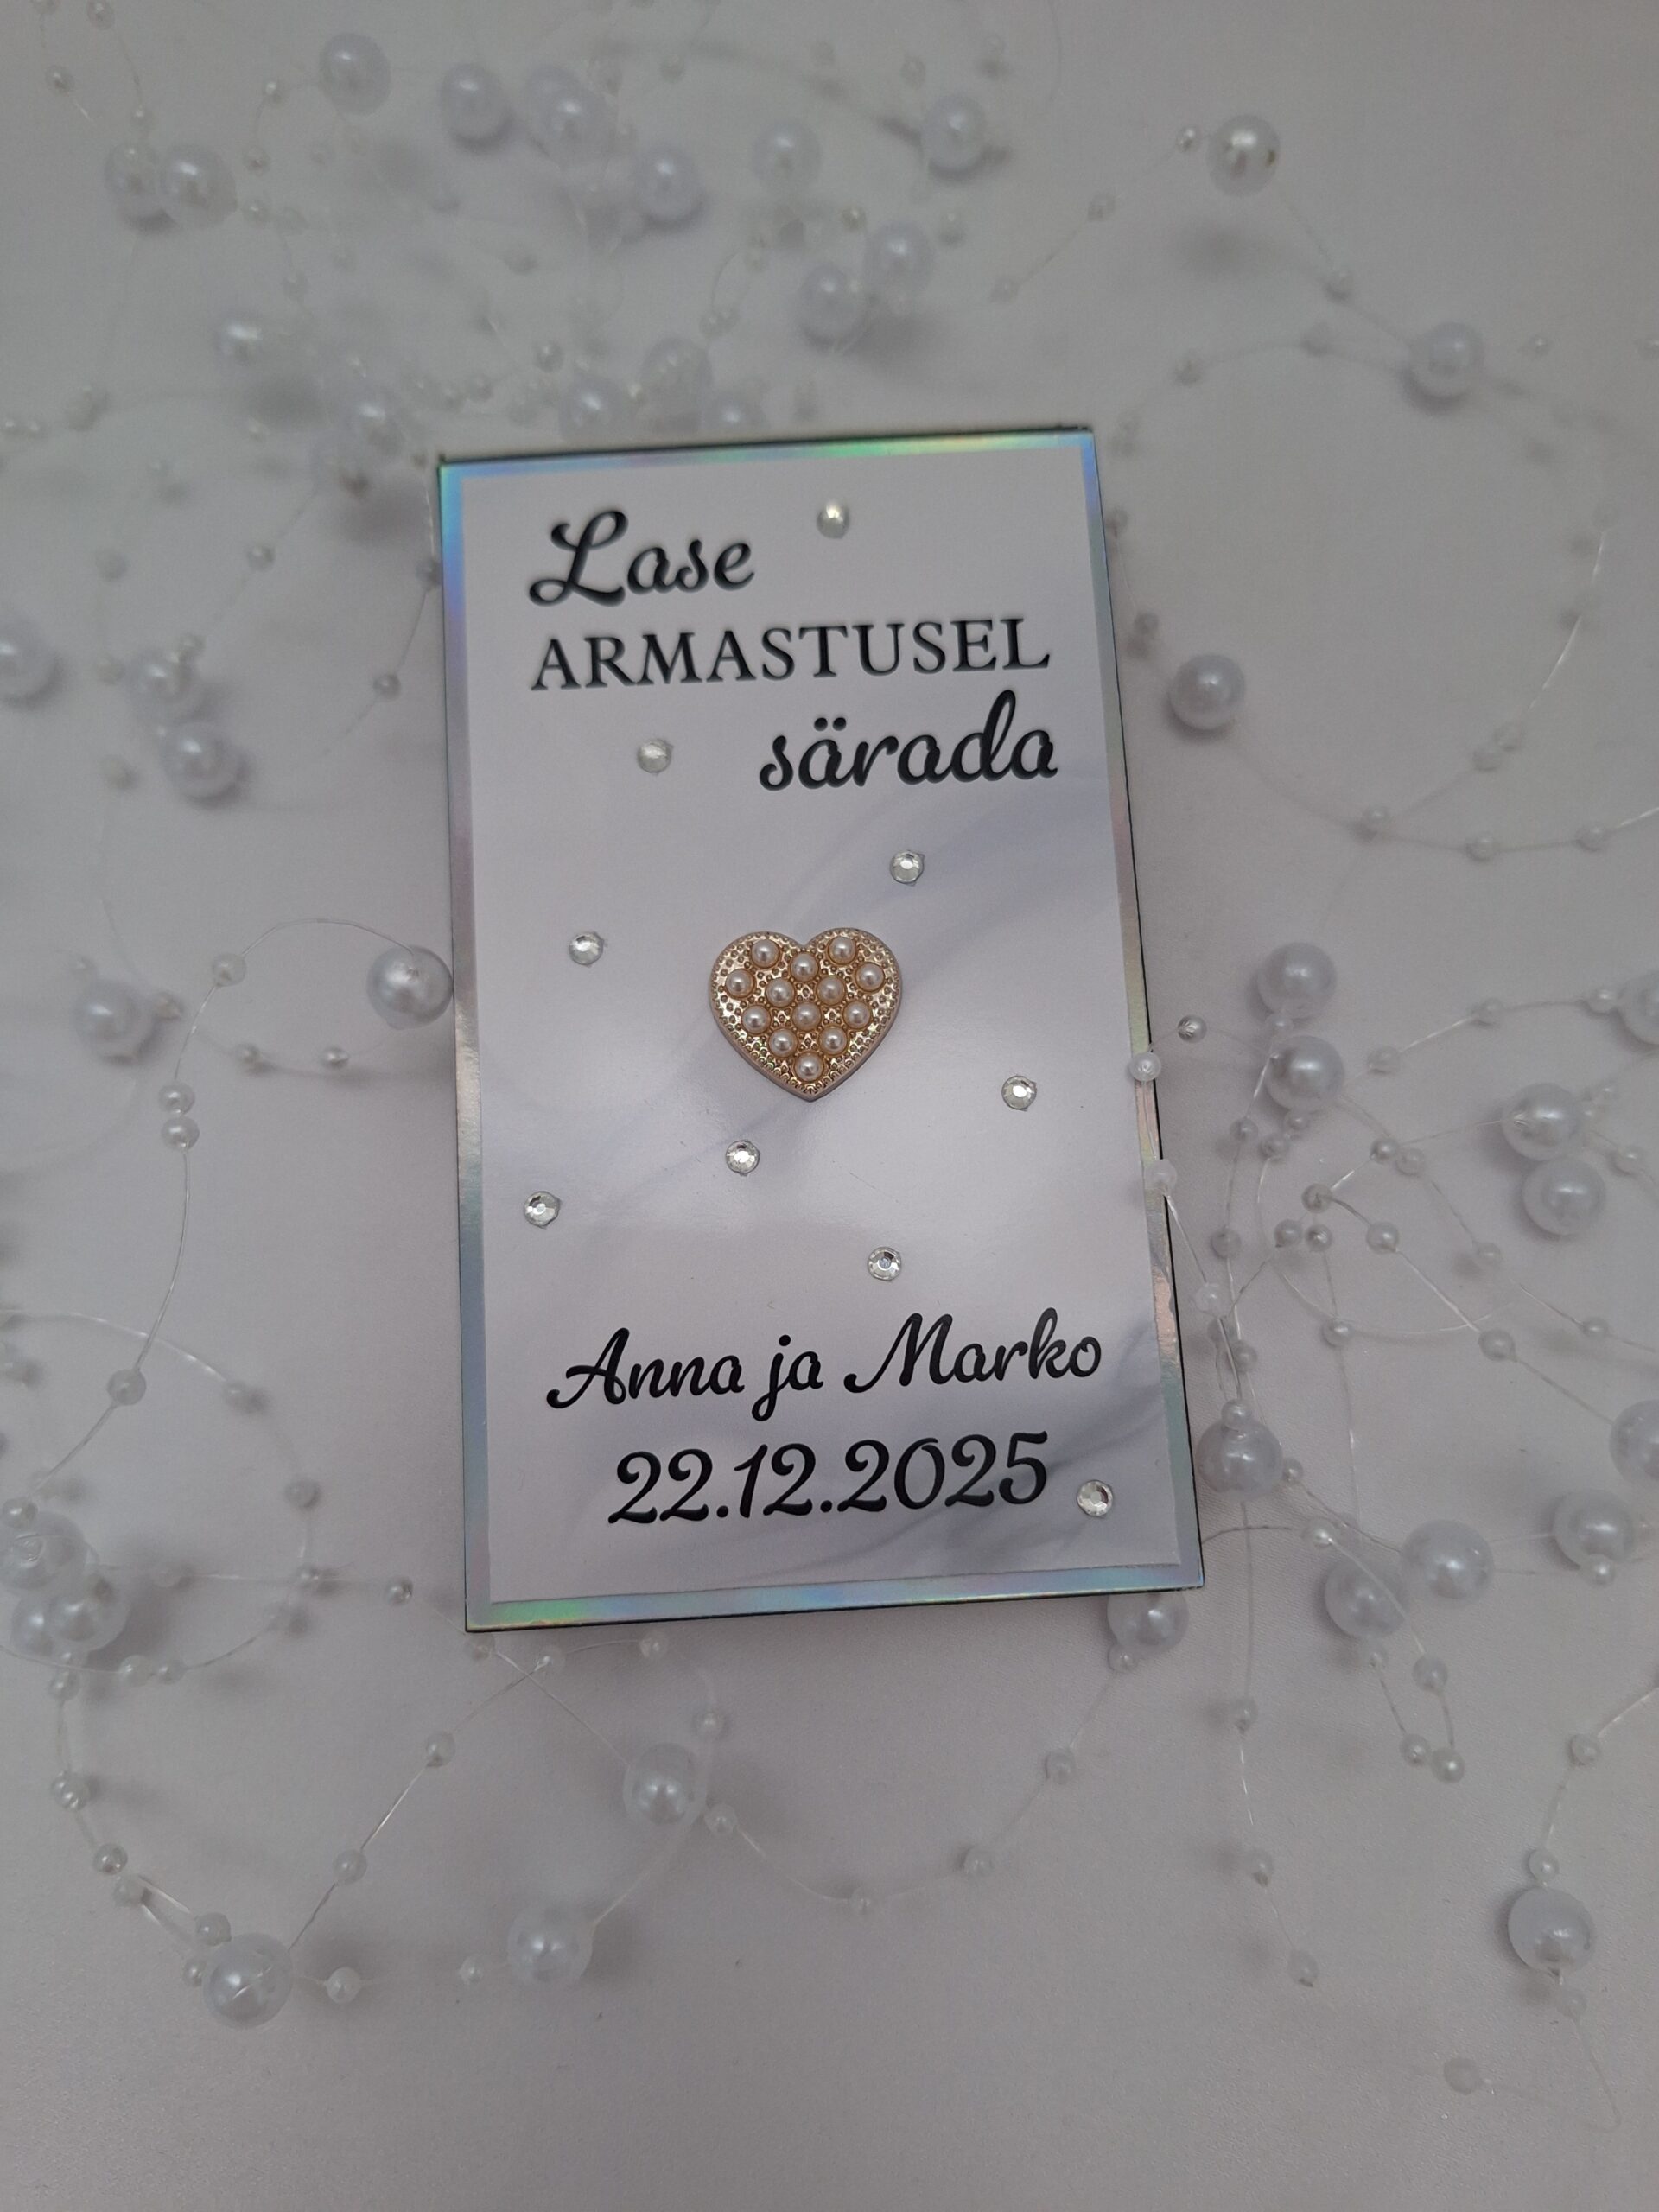 Lase
ARMASTUSEL
särada
Anna ja Marko
22.12.2025